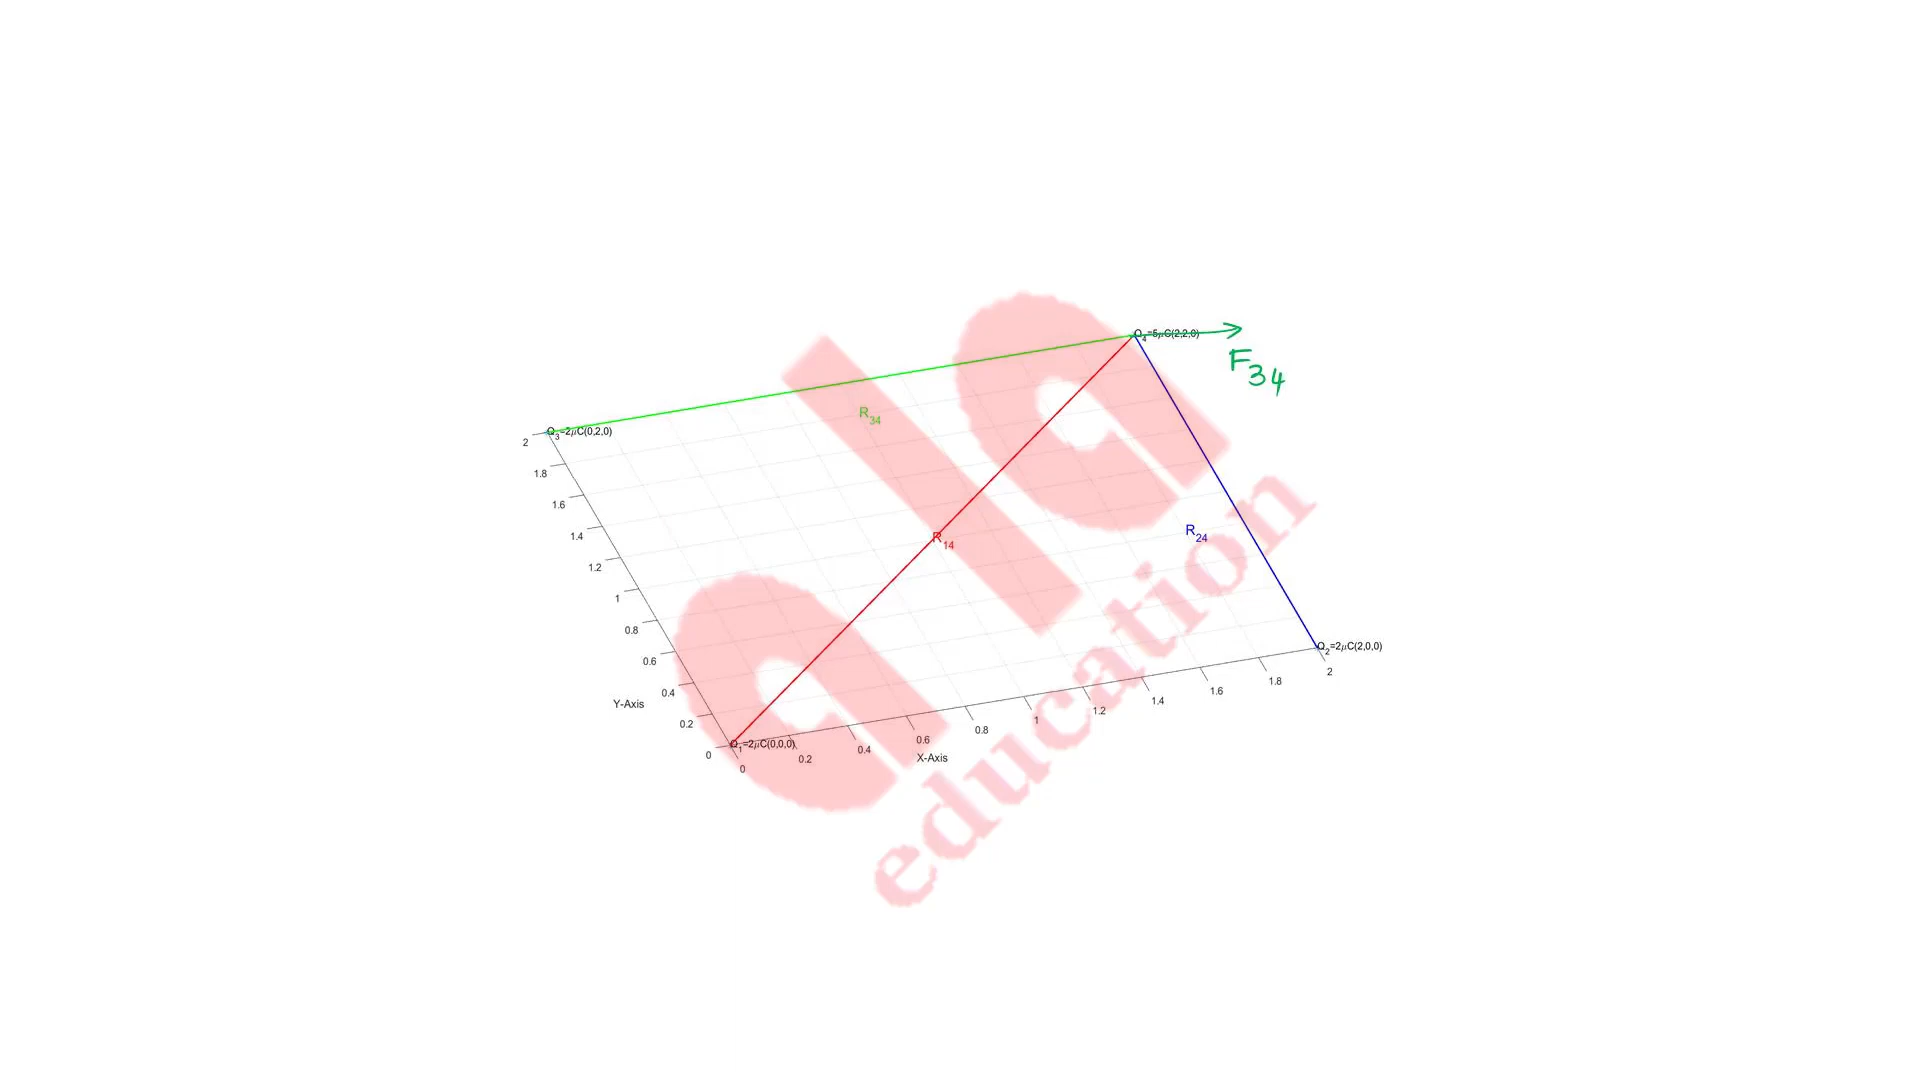 Q4=5μC(2,2,0)
F34
R34
Q3=2μC(0,2,0)
2
1.8
1.6
1.4
1.2
1
0.8
0.6
0.4
0.2
0
Y-Axis
R14
R24
Q2=2μC(2,0,0)
Q1=2μC(0,0,0)
0
0.2
0.4
0.6
0.8
1
1.2
1.4
1.6
1.8
2
X-Axis
education